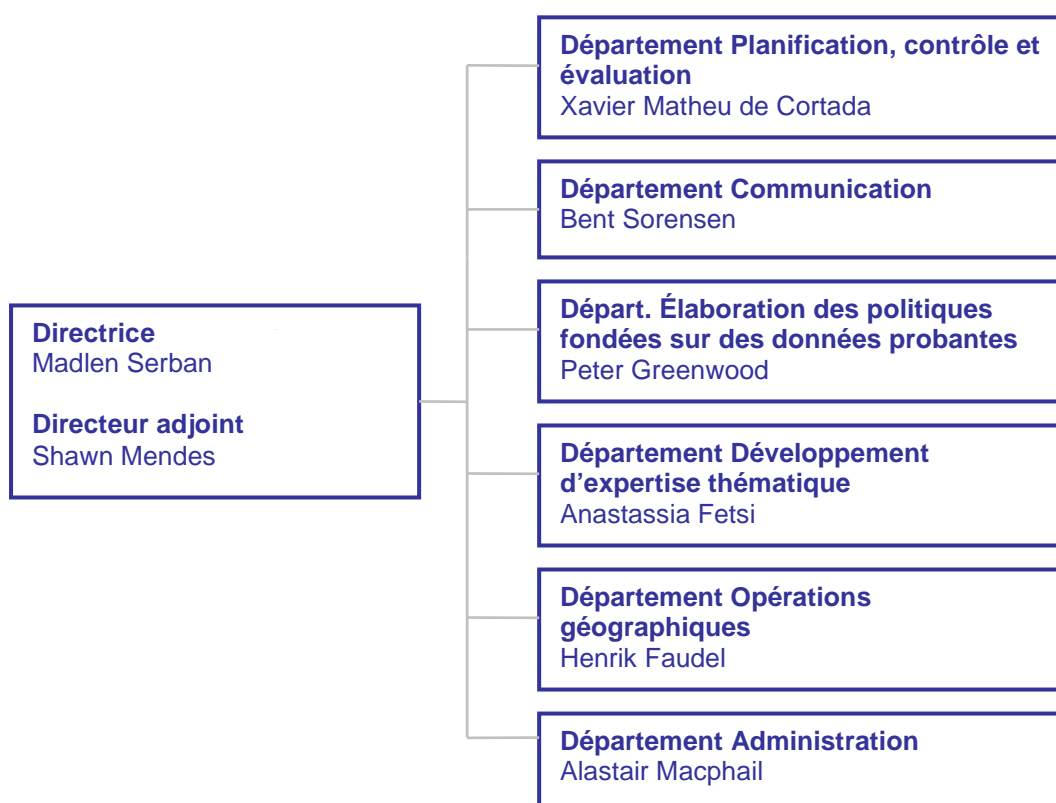 Directrice
Madlen Serban
Directeur adjoint
Shawn Mendes
Département Planification, contrôle et
évaluation
Xavier Matheu de Cortada
Département Communication
Bent Sorensen
Départ. Élaboration des politiques
fondées sur des données probantes
Peter Greenwood
Département Développement
d’expertise thématique
Anastassia Fetsi
Département Opérations
géographiques
Henrik Faudel
Département Administration
Alastair Macphail